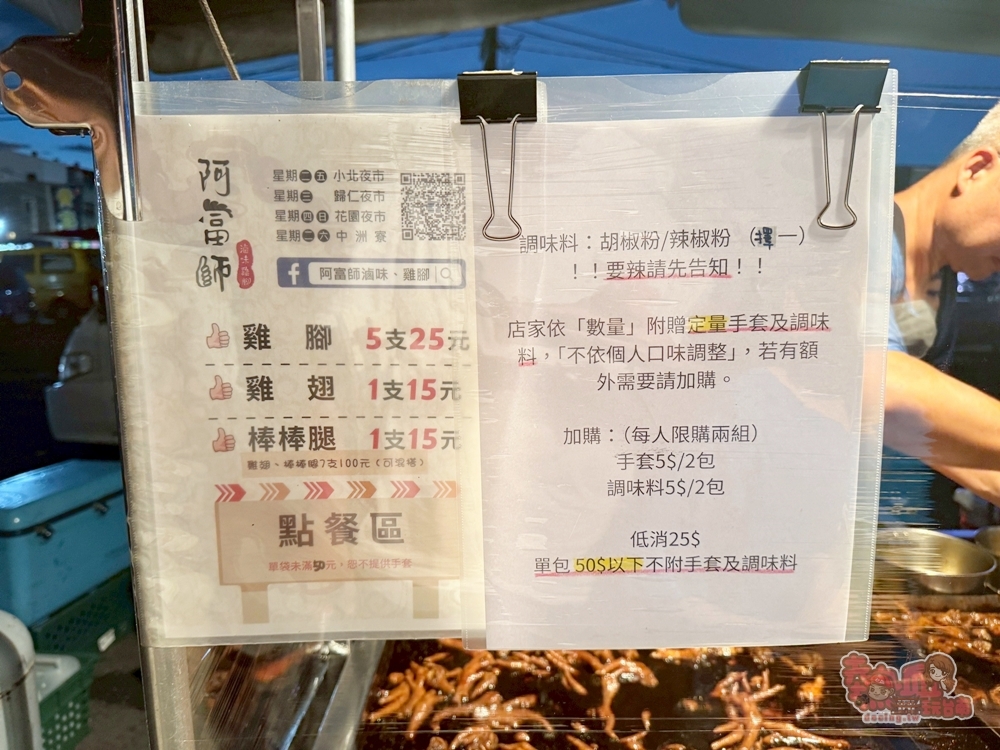 阿富師
滷味雞腳
星期二五 小北夜市
星期三 歸仁夜市
星期四日 花園夜市
星期二六 中洲寮
f 阿富師滷味、雞腳
雞腳 5支25元
雞翅 1支15元
棒棒腿 1支15元
雞翅、棒棒腿7支100元(可混搭)
點餐區
單袋未滿50元,恕不提供手套
調味料:胡椒粉/辣椒粉 (擇一)
!!要辣請先告知!!
店家依「數量」附贈定量手套及調味
料,「不依個人口味調整」,若有額
外需要請加購。
加購:(每人限購兩組)
手套5$/2包
調味料5$/2包
低消25$
單包 50$以下不附手套及調味料
doeing.tw